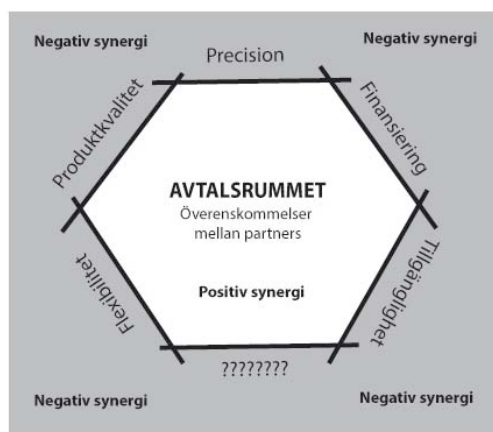 Negativ synergi
Negativ synergi
Precision
Produktkvalitet
Finansiering
AVTALSRUMMET
Överenskommelser
mellan partners
Positiv synergi
Flexibilitet
Tillgänglighet
????????
Negativ synergi
Negativ synergi